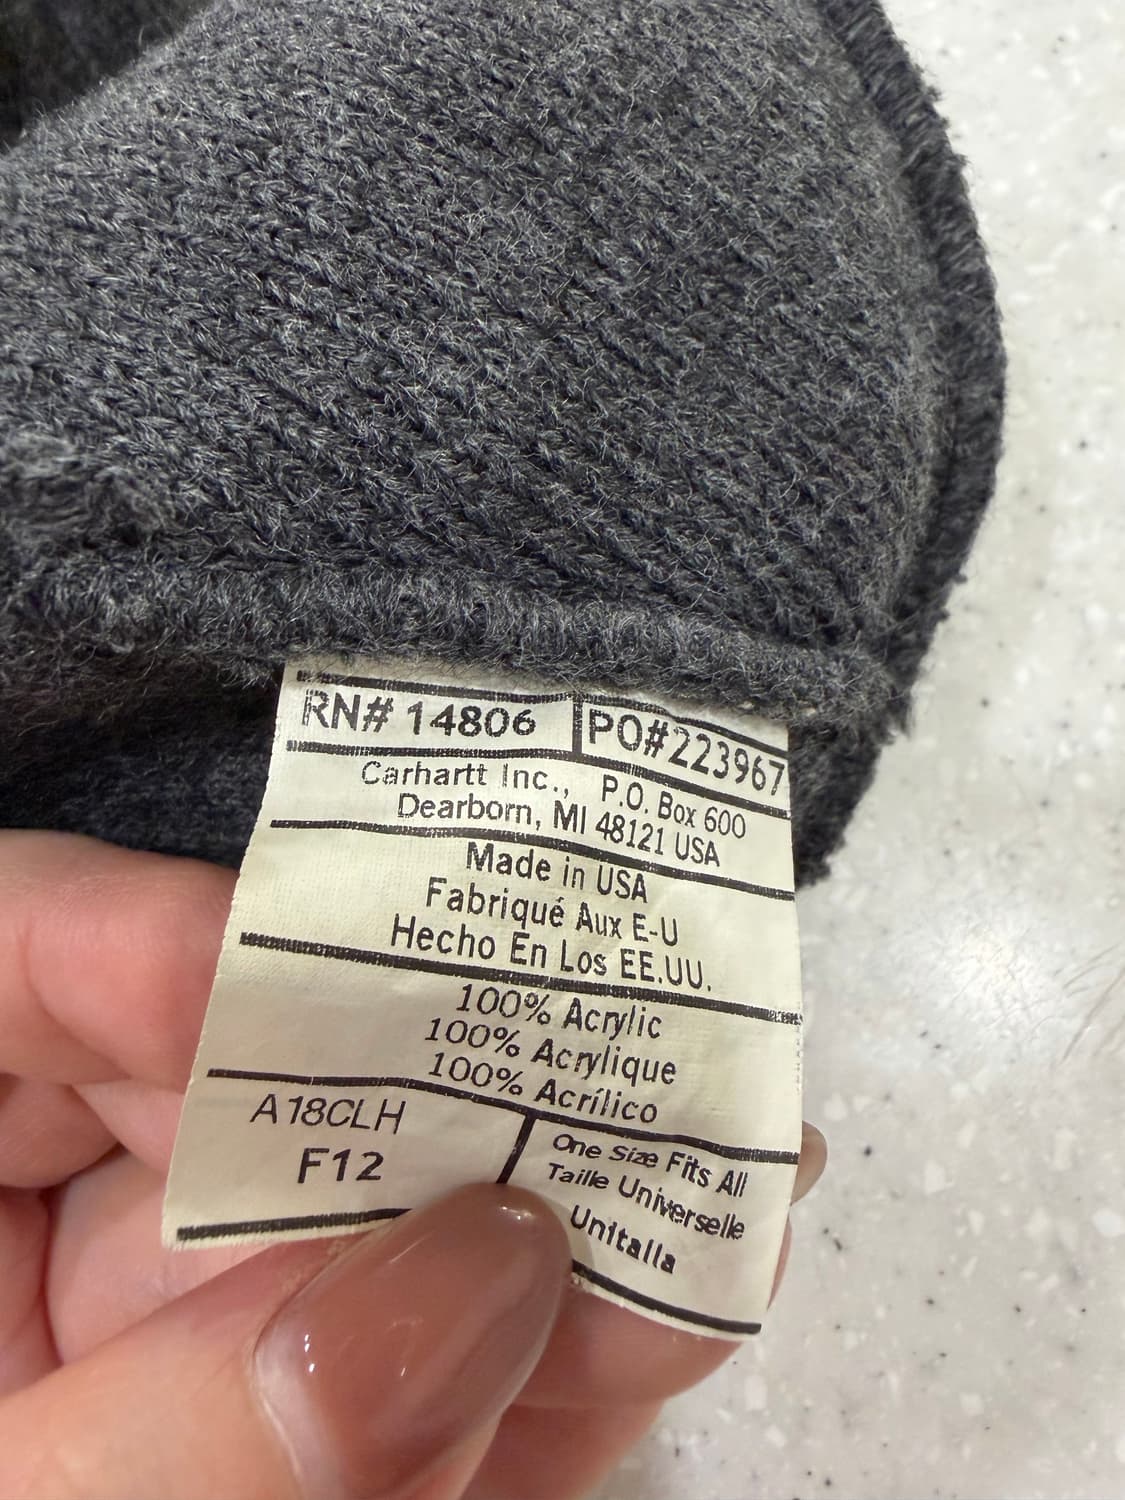 RN# 14806 PO#223967
Carhartt Inc., P.O. Box 600
Dearborn, MI 48121 USA
Made in USA
Fabriqué Aux E-U
Hecho En Los EE.UU.
100% Acrylic
100% Acrylique
100% Acrílico
A18CLH
F12
One Size Fits All
Taille Universelle
Unitalla